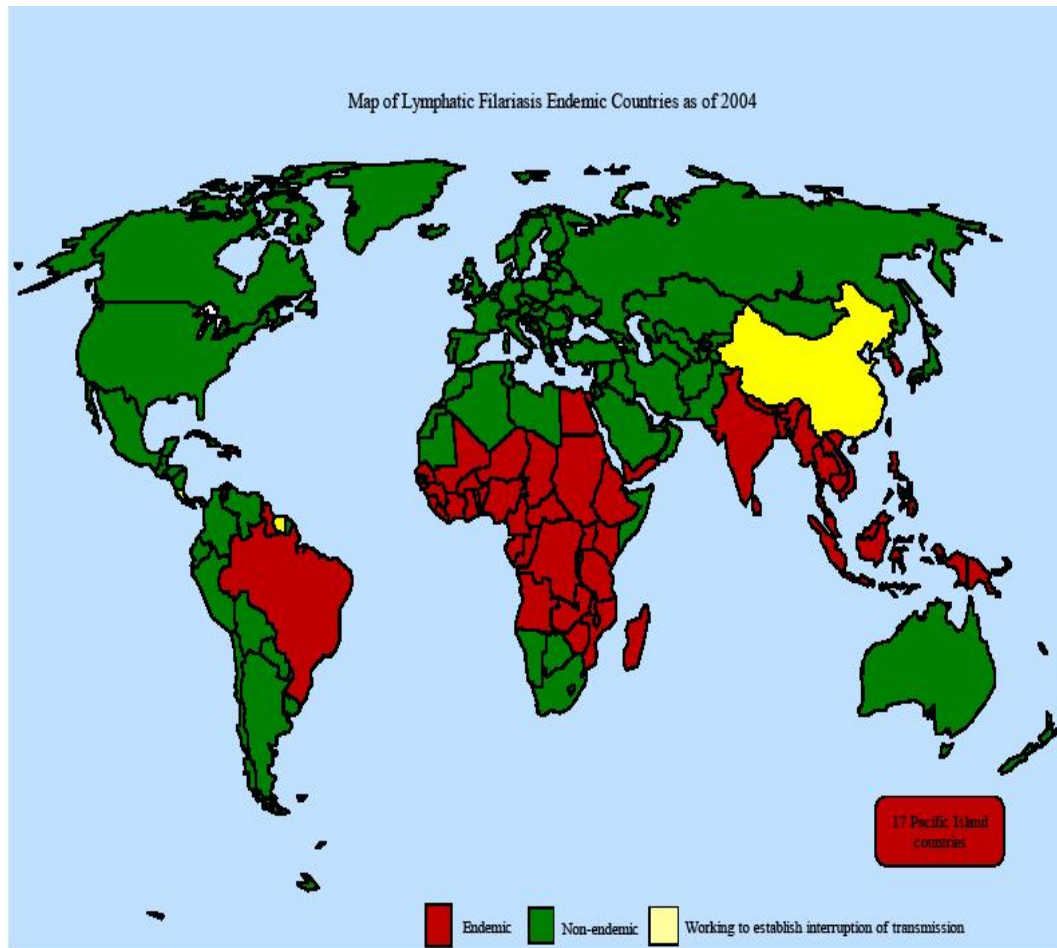 Map of Lymphatic Filariasis Endemic Countries as of 2004
17 Pacific Island
countries
Endemic
Non-endemic
Working to establish interruption of transmission